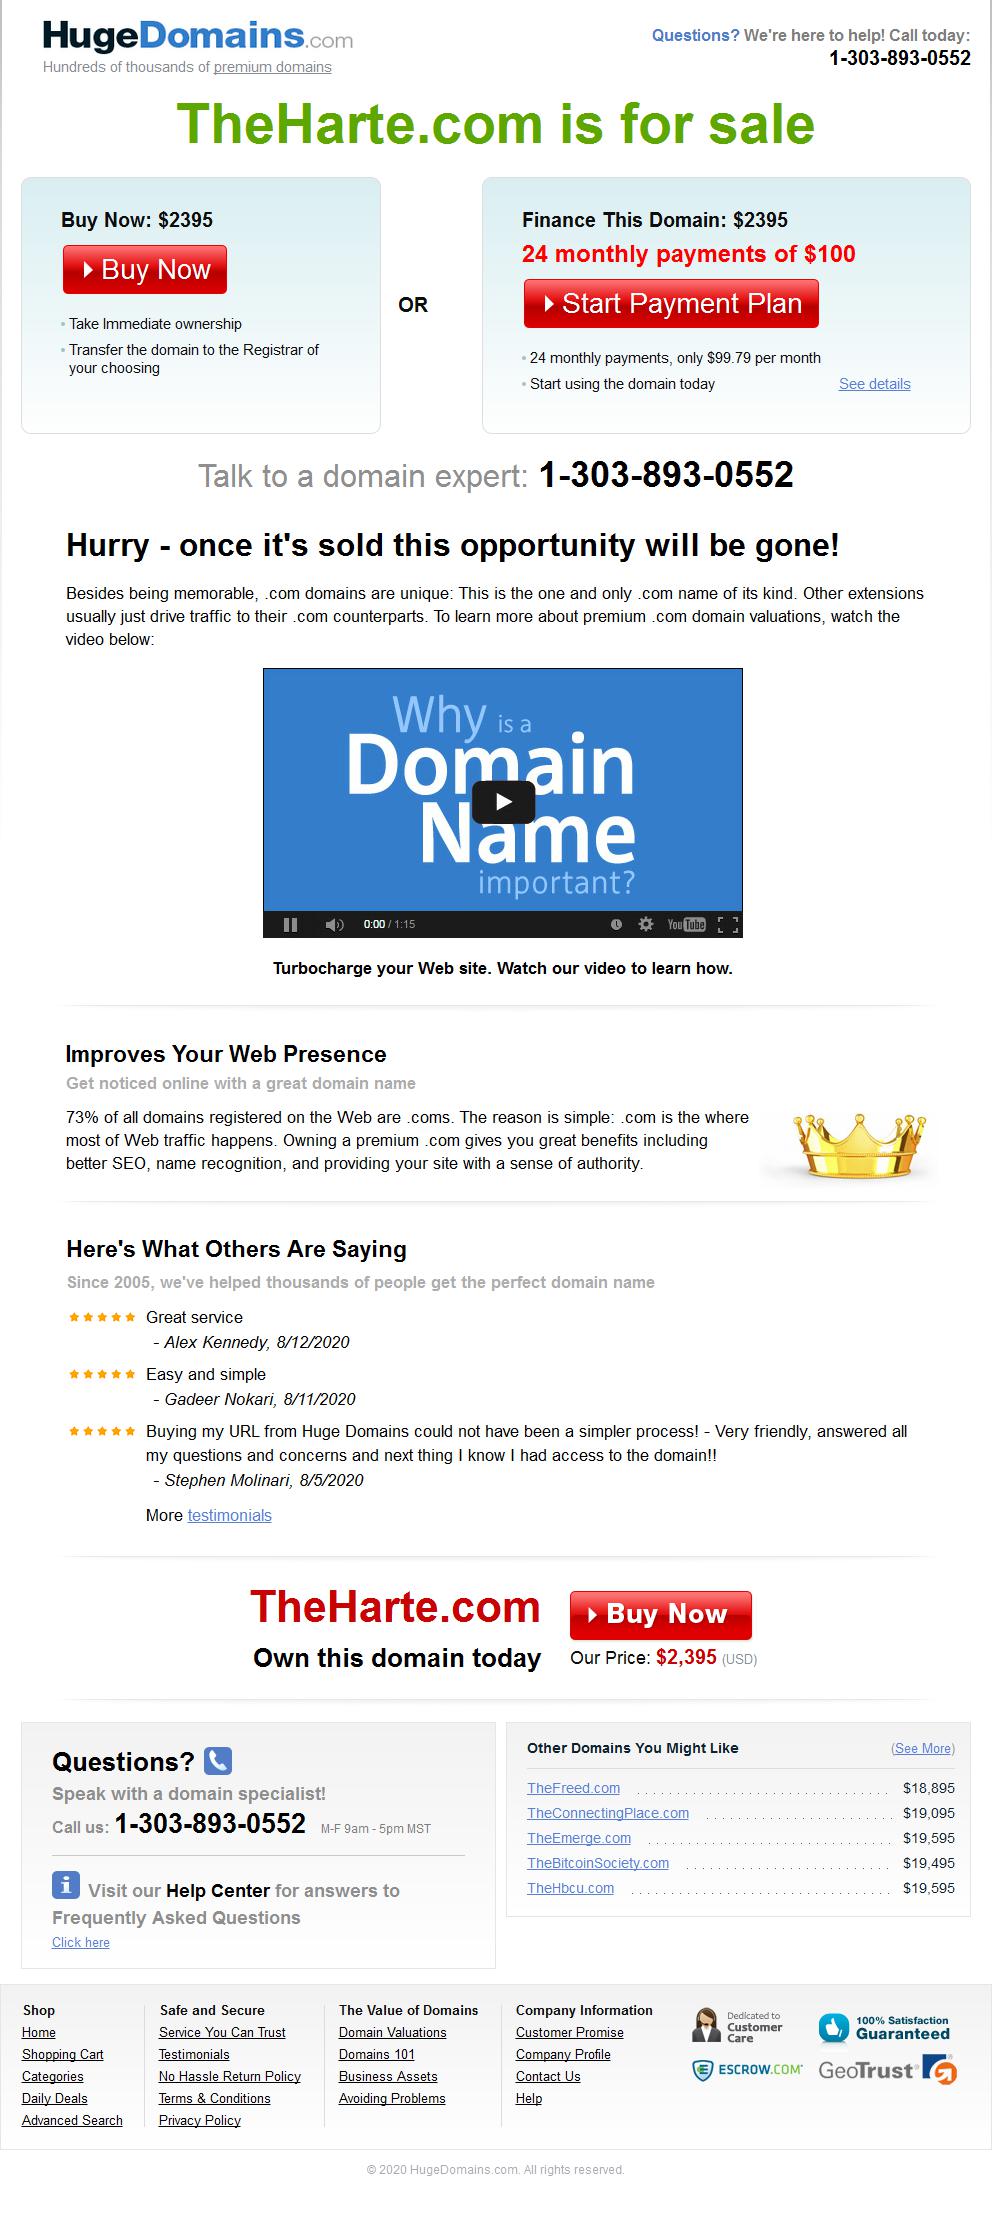 HugeDomains.com
Hundreds of thousands of premium domains
Questions? We're here to help! Call today:
1-303-893-0552
TheHarte.com is for sale
Buy Now: $2395
Buy Now
Take Immediate ownership
Transfer the domain to the Registrar of
your choosing
OR
Finance This Domain: $2395
24 monthly payments of $100
Start Payment Plan
24 monthly payments, only $99.79 per month
Start using the domain today
See details
Talk to a domain expert: 1-303-893-0552
Hurry - once it's sold this opportunity will be gone!
Besides being memorable, .com domains are unique: This is the one and only .com name of its kind. Other extensions
usually just drive traffic to their .com counterparts. To learn more about premium .com domain valuations, watch the
video below:
Why is a
Domain
Name
important?
0:00 / 1:15
YouTube
Turbocharge your Web site. Watch our video to learn how.
Improves Your Web Presence
Get noticed online with a great domain name
73% of all domains registered on the Web are .coms. The reason is simple: .com is the where
most of Web traffic happens. Owning a premium .com gives you great benefits including
better SEO, name recognition, and providing your site with a sense of authority.
Here's What Others Are Saying
Since 2005, we've helped thousands of people get the perfect domain name
Great service
- Alex Kennedy, 8/12/2020
Easy and simple
- Gadeer Nokari, 8/11/2020
Buying my URL from Huge Domains could not have been a simpler process! - Very friendly, answered all
my questions and concerns and next thing I know I had access to the domain!!
- Stephen Molinari, 8/5/2020
More testimonials
TheHarte.com
Own this domain today
Buy Now
Our Price: $2,395 (USD)
Questions?
Speak with a domain specialist!
Call us: 1-303-893-0552 M-F 9am - 5pm MST
Visit our Help Center for answers to
Frequently Asked Questions
Click here
Other Domains You Might Like (See More)
TheFreed.com $18,895
TheConnectingPlace.com $19,095
TheEmerge.com $19,595
TheBitcoinSociety.com $19,495
TheHbcu.com $19,595
Shop
Home
Shopping Cart
Categories
Daily Deals
Advanced Search
Safe and Secure
Service You Can Trust
Testimonials
No Hassle Return Policy
Terms & Conditions
Privacy Policy
The Value of Domains
Domain Valuations
Domains 101
Business Assets
Avoiding Problems
Company Information
Customer Promise
Company Profile
Contact Us
Help
Dedicated to
Customer
Care
100% Satisfaction
Guaranteed
ESCROW.COM
GeoTrust
© 2020 HugeDomains.com. All rights reserved.